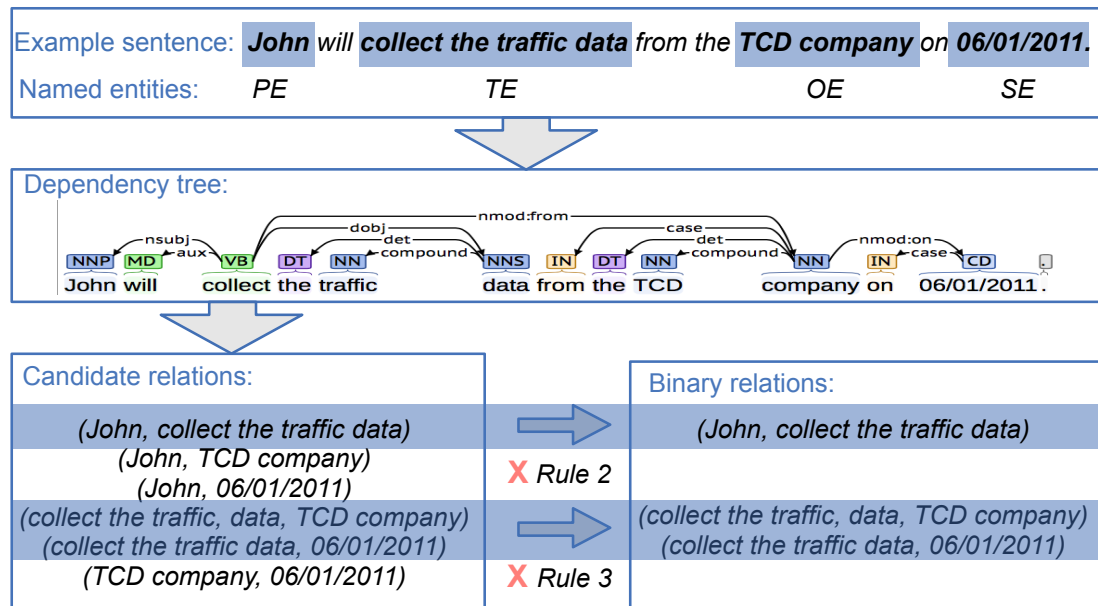 Example sentence: John will collect the traffic data from the TCD company on 06/01/2011.
Named entities: PE TE OE SE
Dependency tree:
nmod:from
dobj case
nsubj det det nmod:on
aux compound compound case
NNP MD VB DT NN NNS IN DT NN NN IN CD .
John will collect the traffic data from the TCD company on 06/01/2011 .
Candidate relations: Binary relations:
(John, collect the traffic data) (John, collect the traffic data)
(John, TCD company)
X Rule 2
(John, 06/01/2011)
(collect the traffic, data, TCD company) (collect the traffic, data, TCD company)
(collect the traffic data, 06/01/2011) (collect the traffic data, 06/01/2011)
(TCD company, 06/01/2011) X Rule 3